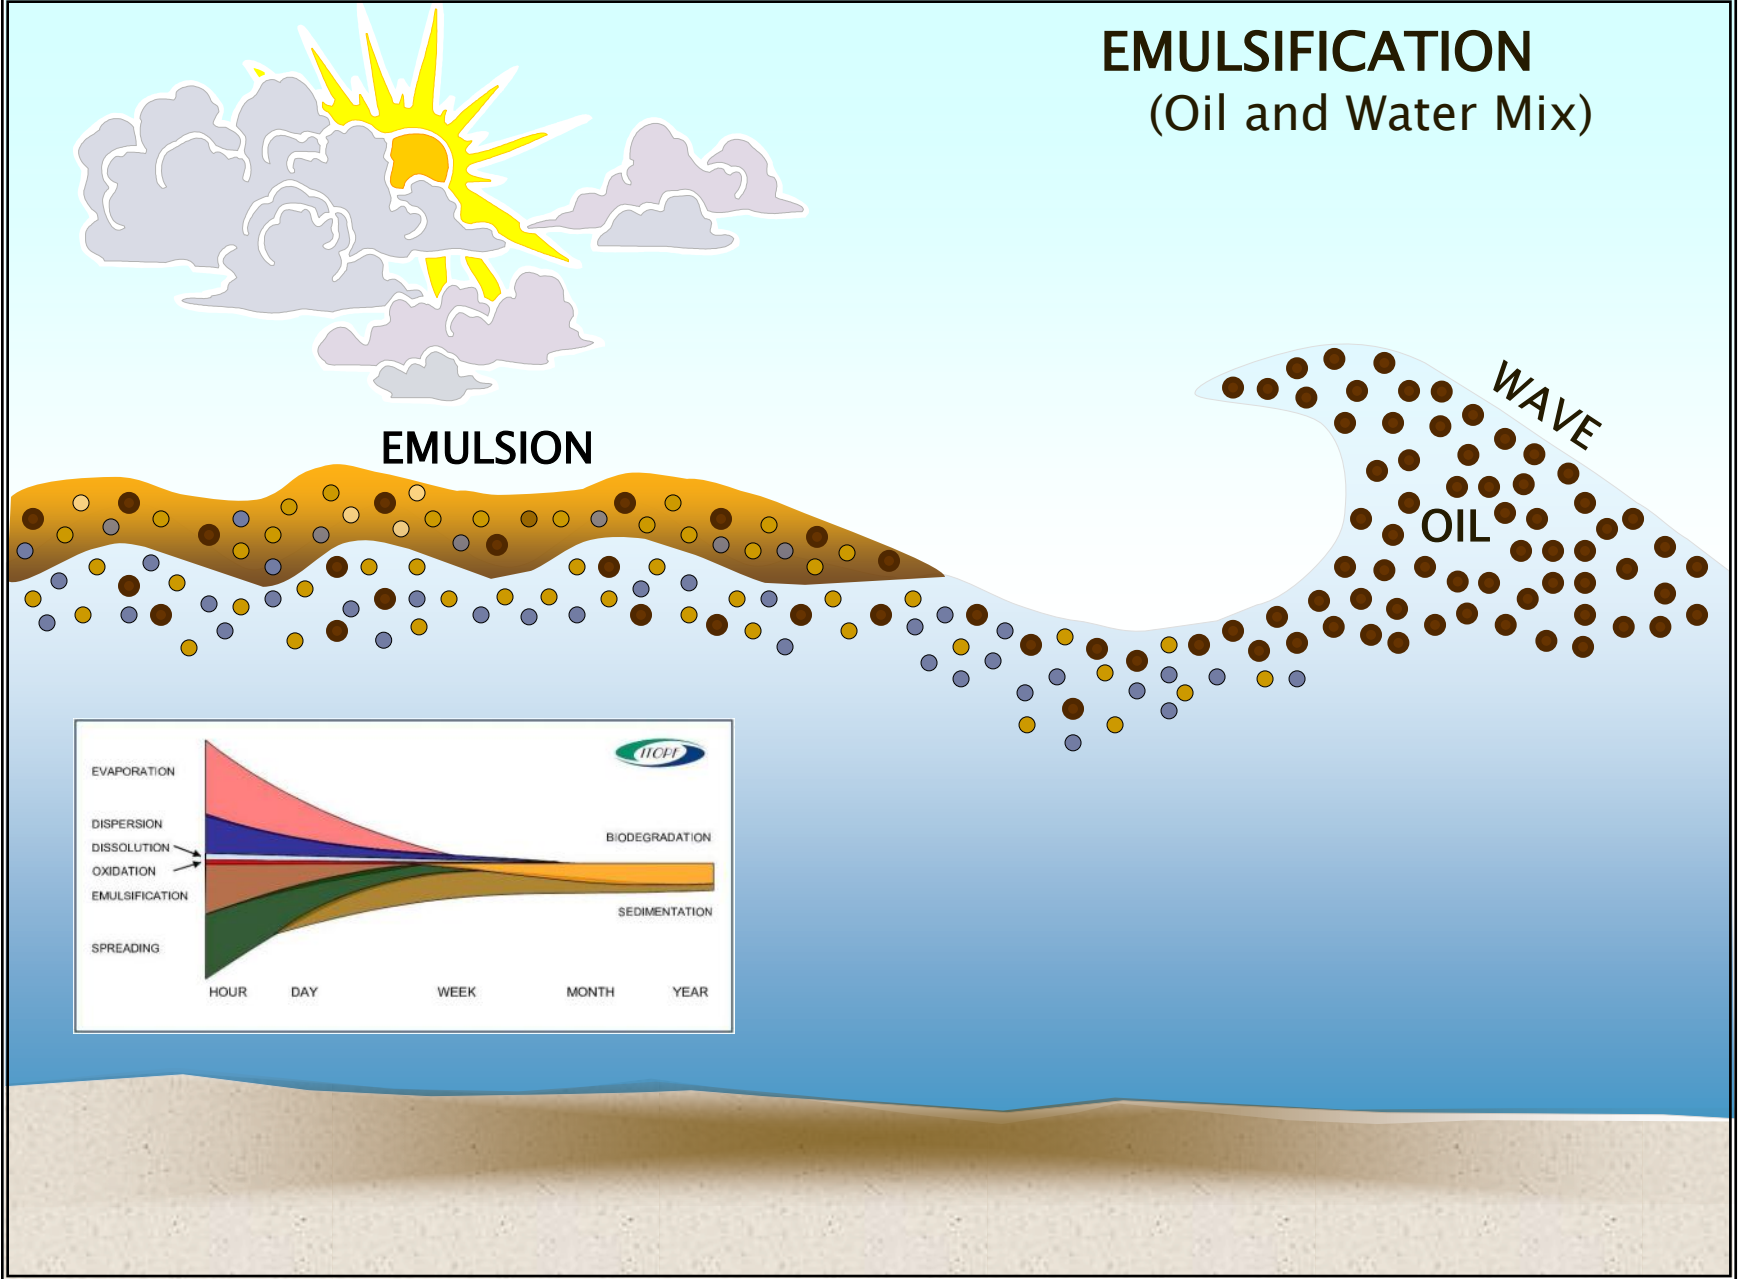 EMULSIFICATION
(Oil and Water Mix)
WAVE
EMULSION
OIL
ITOPF
EVAPORATION
DISPERSION
BIODEGRADATION
DISSOLUTION
OXIDATION
EMULSIFICATION
SEDIMENTATION
SPREADING
HOUR DAY WEEK MONTH YEAR